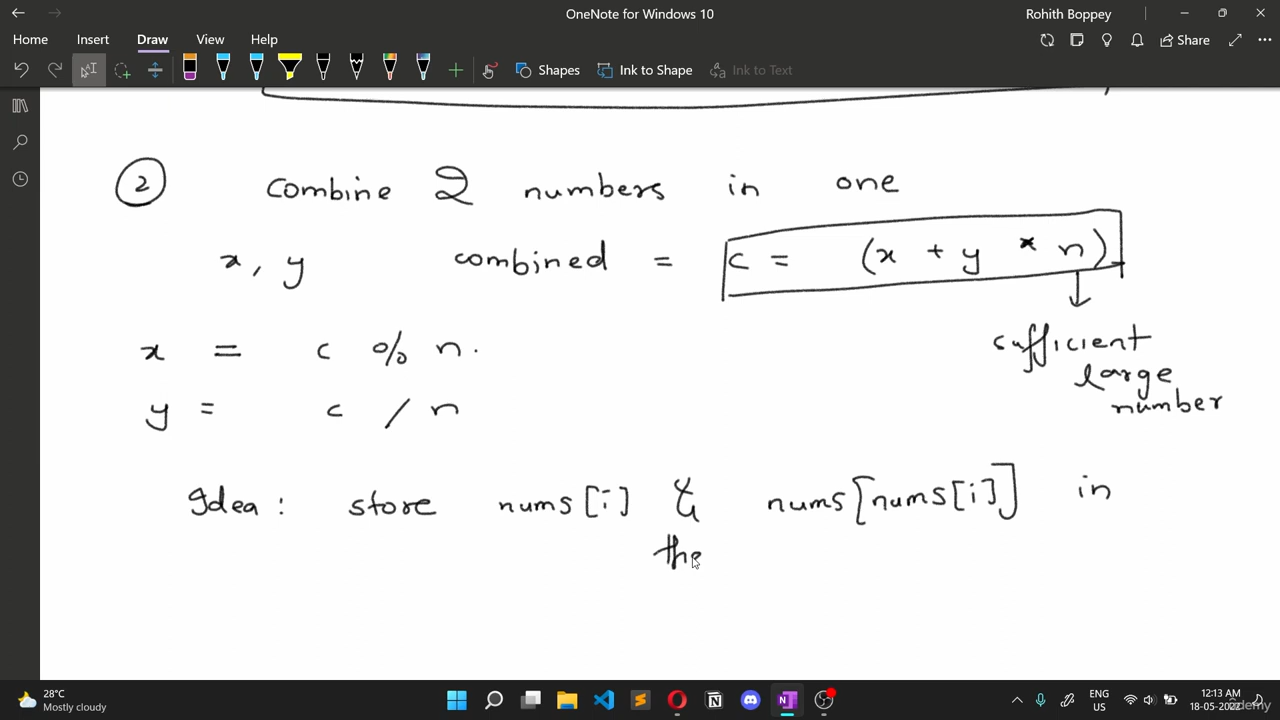 OneNote for Windows 10
Rohith Boppey
Home Insert Draw View Help
Share
Shapes Ink to Shape Ink to Text
2 combine 2 numbers in one
x, y combined = c = (x + y * n)
sufficient
large
number
x = c % n.
y = c / n
Idea : store nums[i] & nums[nums[i]] in
the
28°C
Mostly cloudy
ENG
US
12:13 AM
18-05-2022
udemy